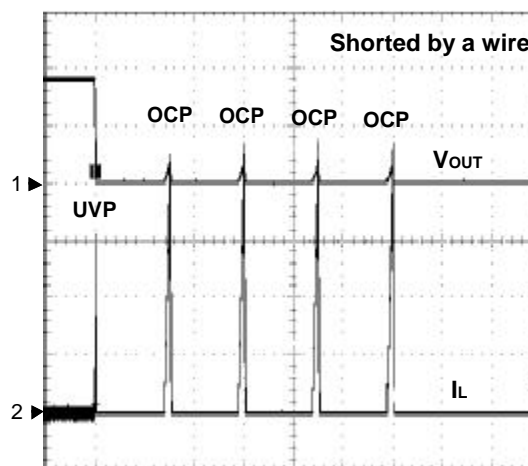 Shorted by a wire
OCP OCP OCP OCP
VOUT
1
UVP
IL
2